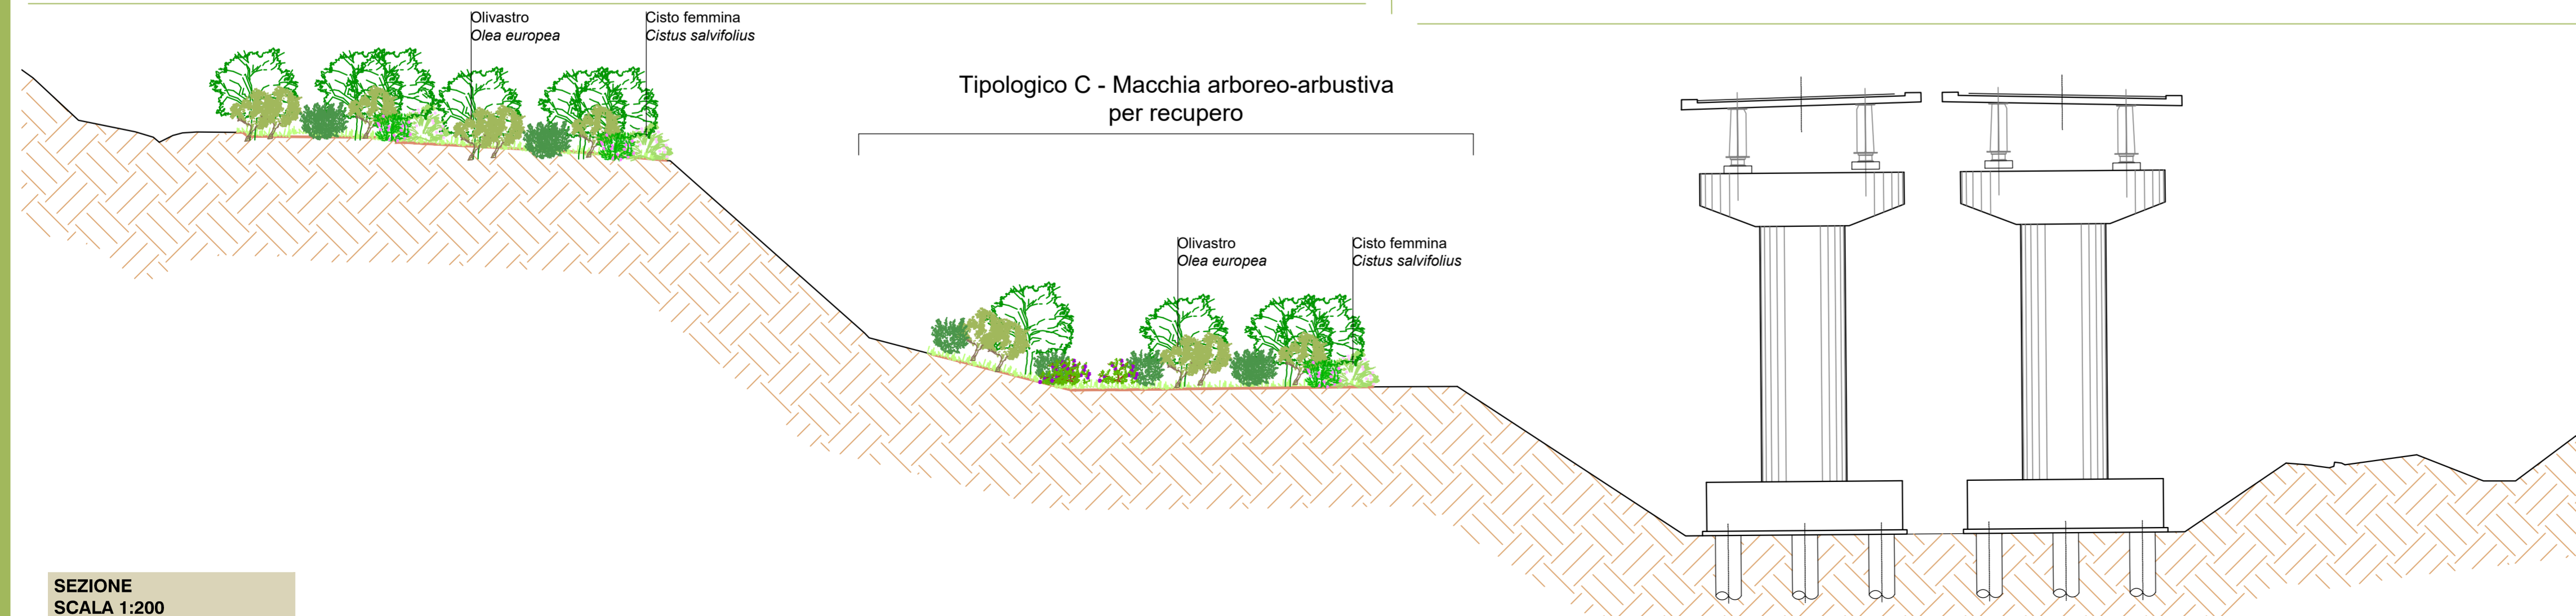 Olivastro
Olea europea
Cisto femmina
Cistus salvifolius
Tipologico C - Macchia arboreo-arbustiva
per recupero
Olivastro
Olea europea
Cisto femmina
Cistus salvifolius
SEZIONE
SCALA 1:200